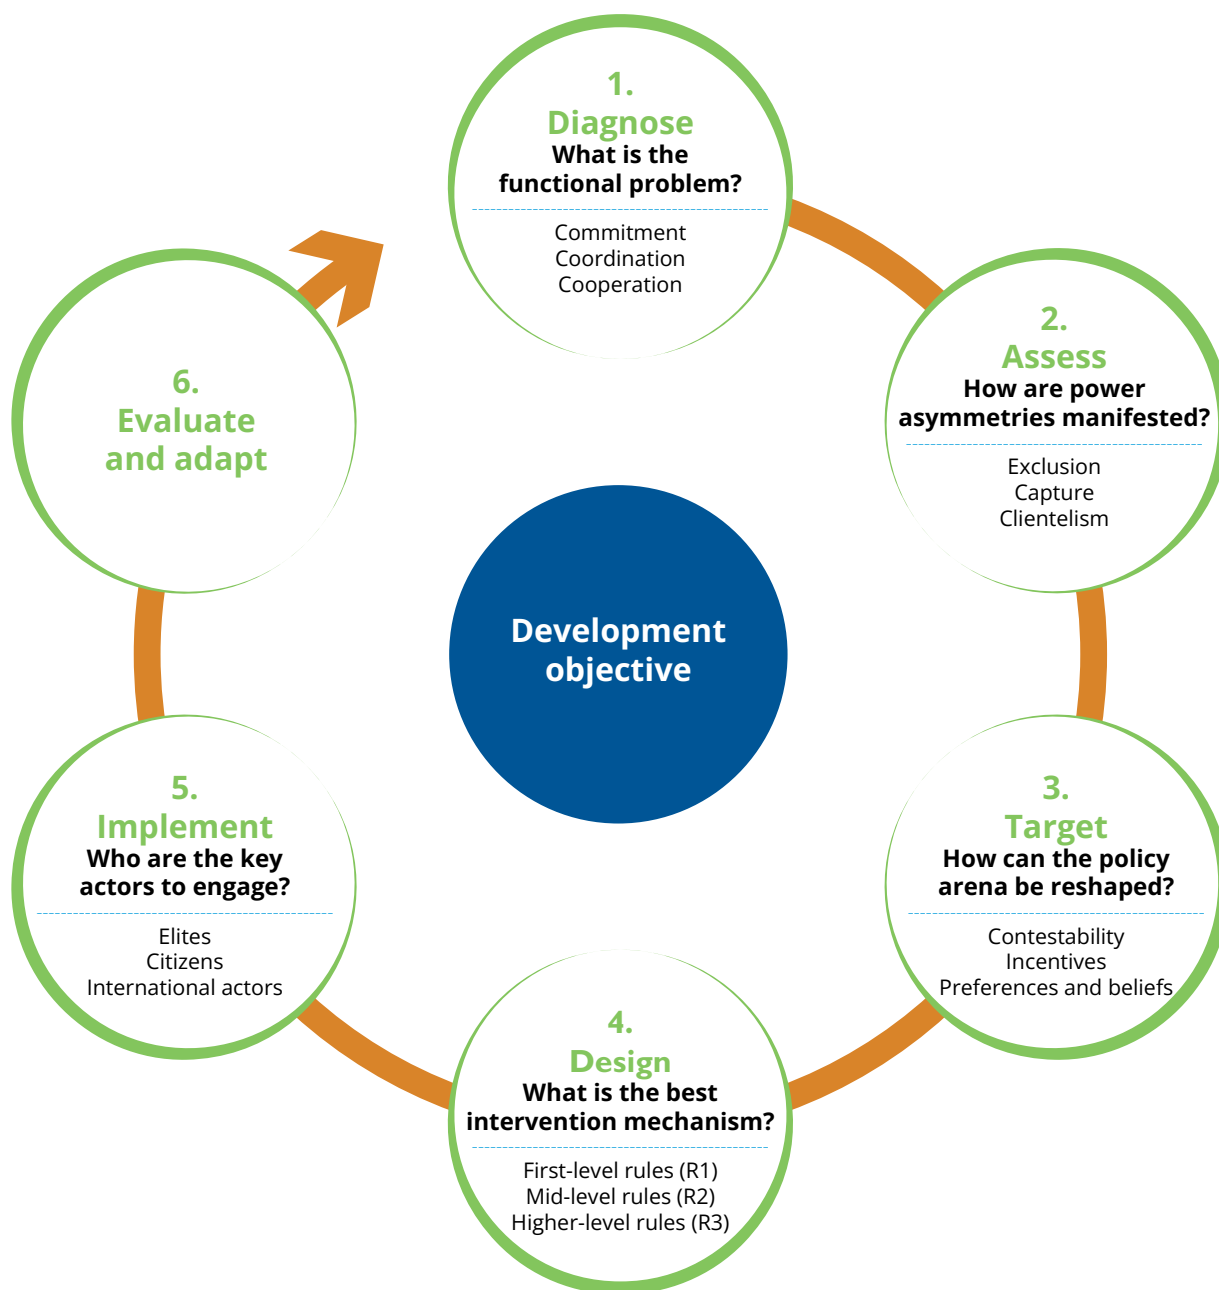 1.
Diagnose
What is the
functional problem?
Commitment
Coordination
Cooperation
2.
Assess
How are power
asymmetries manifested?
Exclusion
Capture
Clientelism
3.
Target
How can the policy
arena be reshaped?
Contestability
Incentives
Preferences and beliefs
4.
Design
What is the best
intervention mechanism?
First-level rules (R1)
Mid-level rules (R2)
Higher-level rules (R3)
5.
Implement
Who are the key
actors to engage?
Elites
Citizens
International actors
6.
Evaluate
and adapt
Development
objective